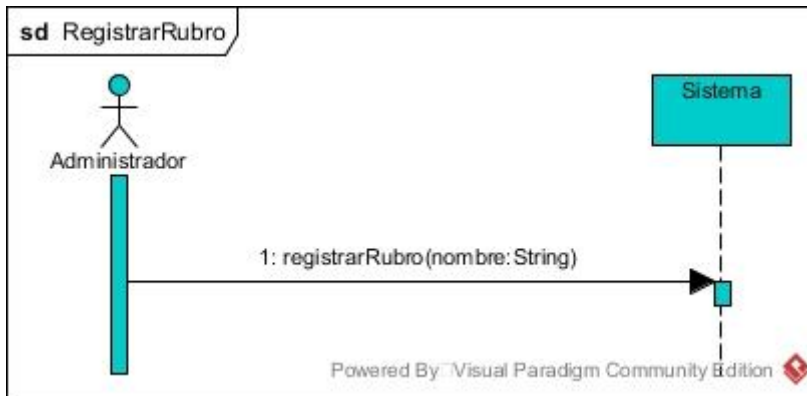 sd RegistrarRubro
Administrador
Sistema
1: registrarRubro(nombre:String)
Powered By Visual Paradigm Community Edition